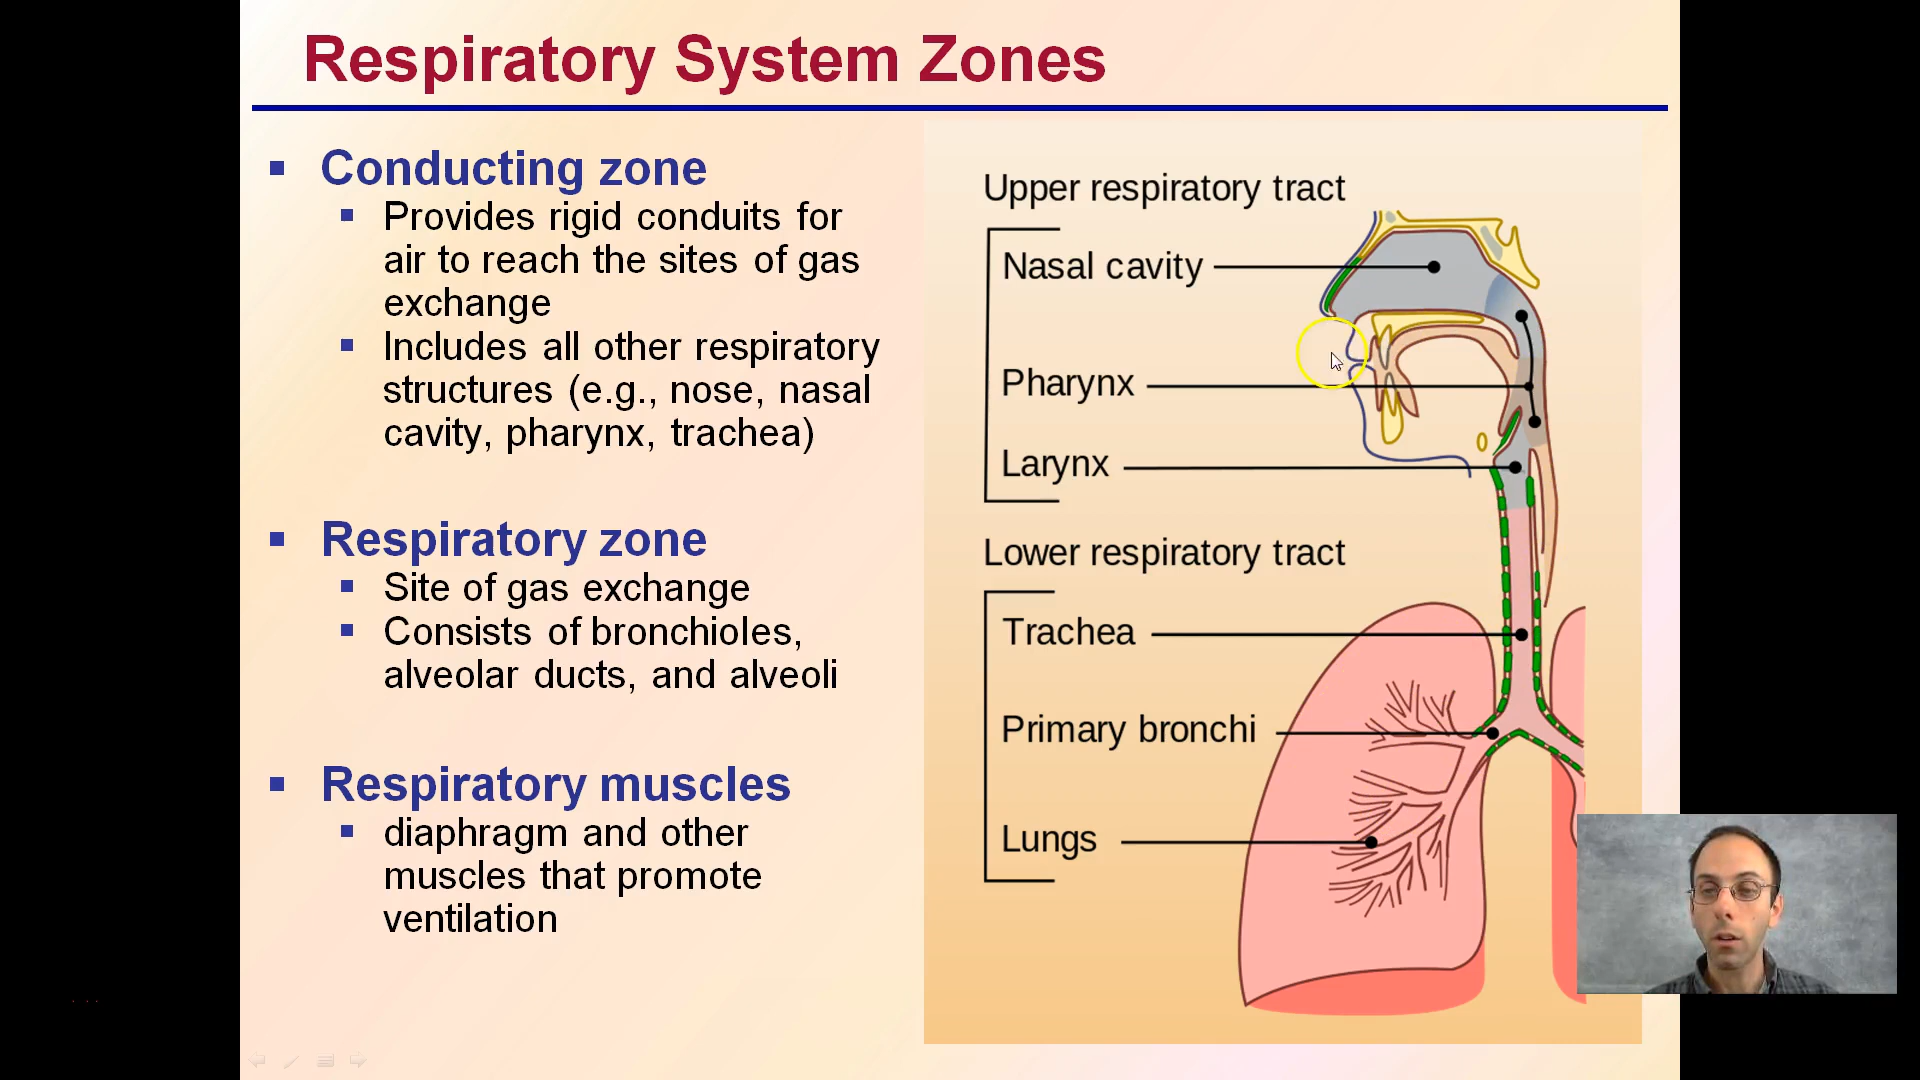 Respiratory System Zones
Conducting zone
Provides rigid conduits for
air to reach the sites of gas
exchange
Includes all other respiratory
structures (e.g., nose, nasal
cavity, pharynx, trachea)
Respiratory zone
Site of gas exchange
Consists of bronchioles,
alveolar ducts, and alveoli
Respiratory muscles
diaphragm and other
muscles that promote
ventilation
Upper respiratory tract
Nasal cavity
Pharynx
Larynx
Lower respiratory tract
Trachea
Primary bronchi
Lungs